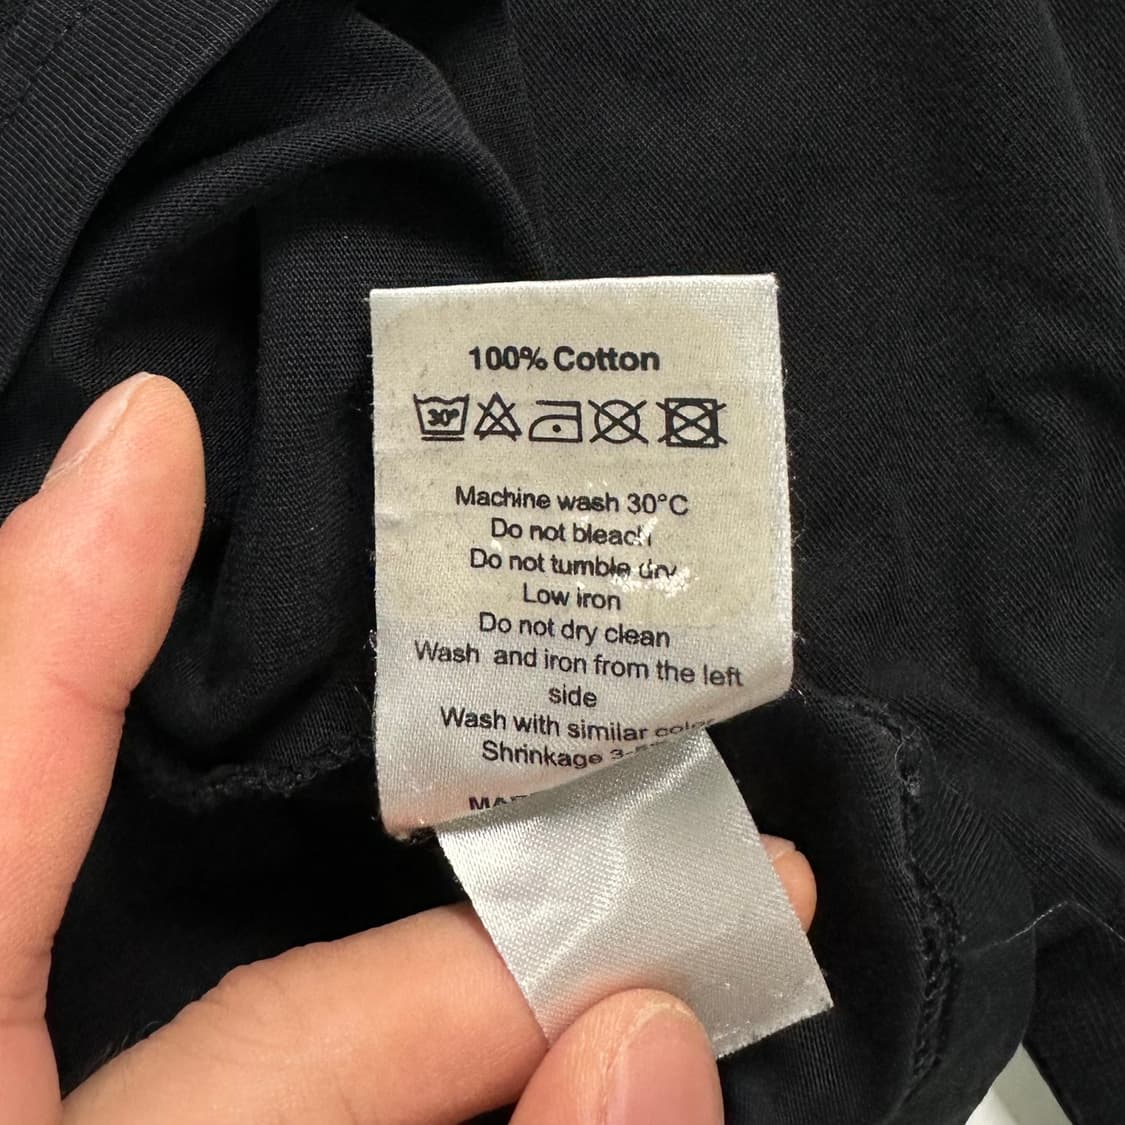 100% Cotton
30°
Machine wash 30°C
Do not bleach
Do not tumble dry
Low iron
Do not dry clean
Wash and iron from the left
side
Wash with similar
Shrinkage